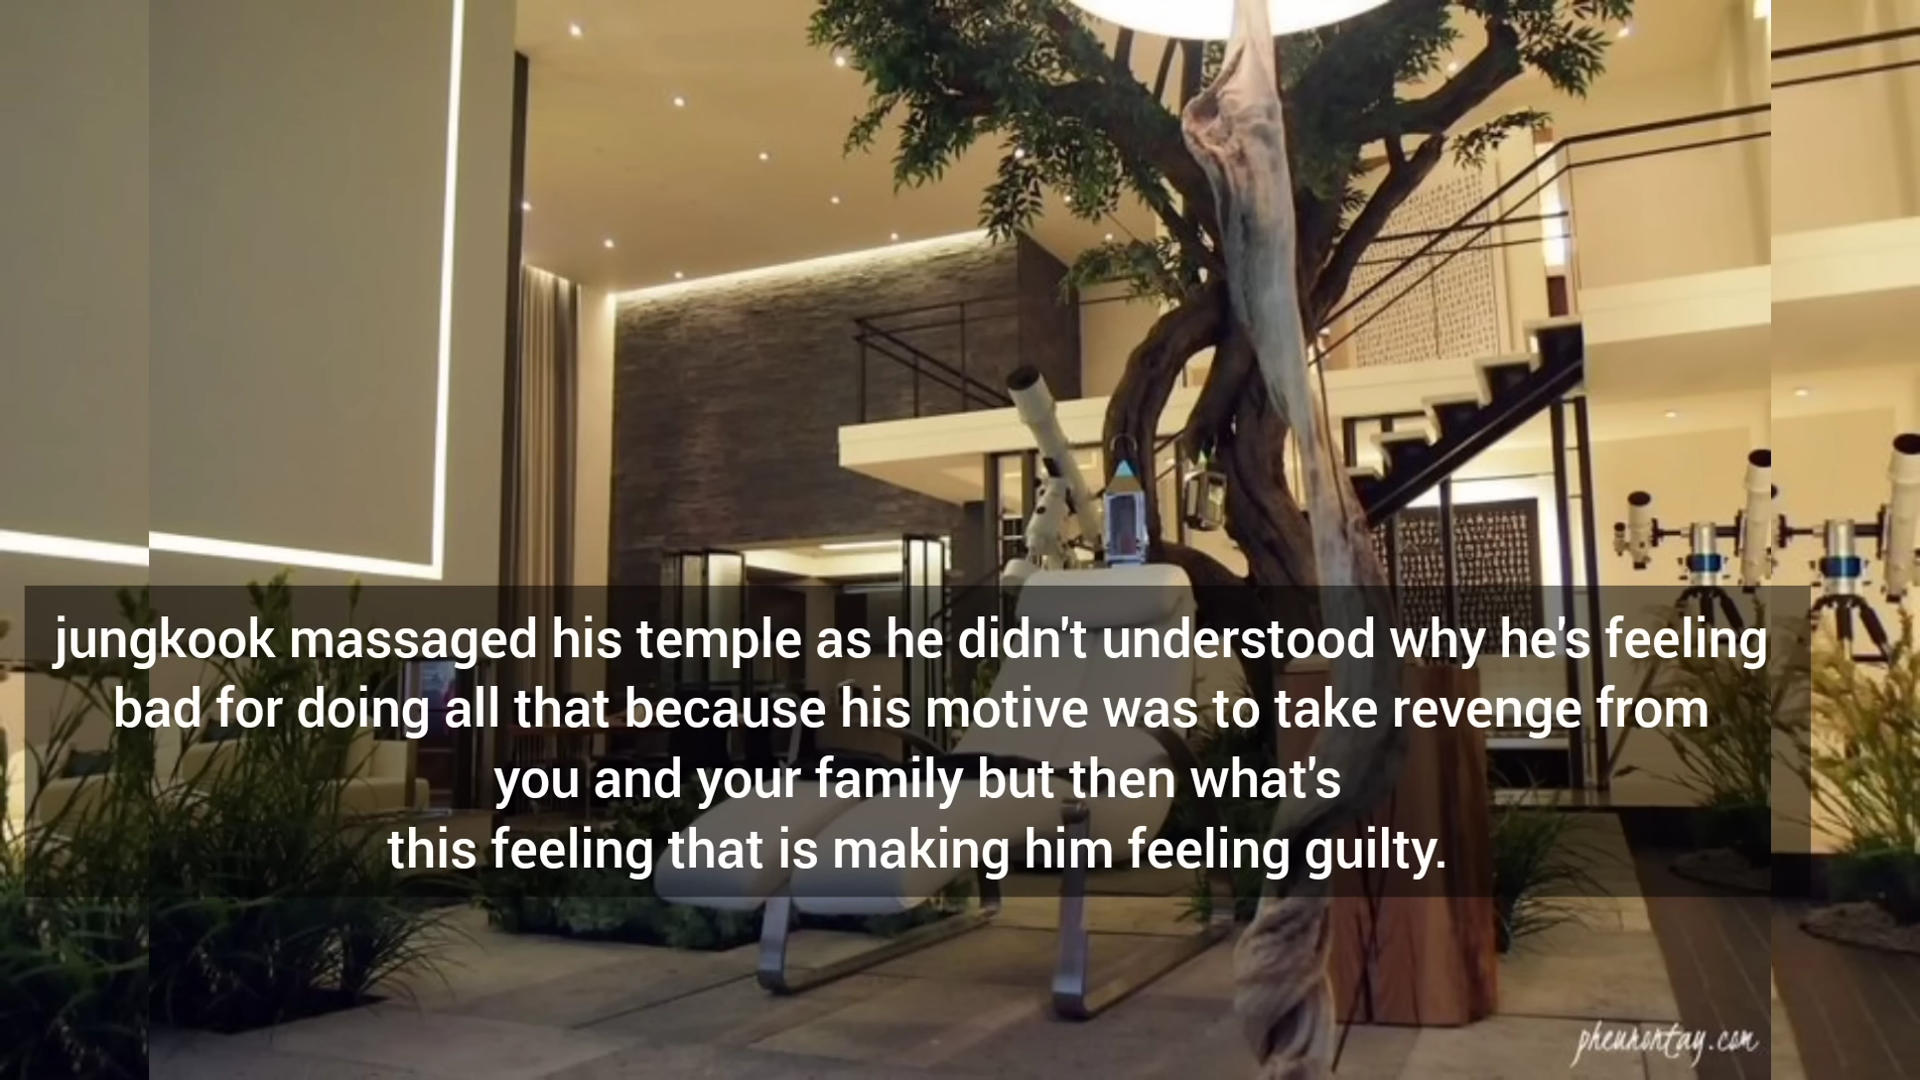 jungkook massaged his temple as he didn't understood why he's feeling
bad for doing all that because his motive was to take revenge from
you and your family but then what's
this feeling that is making him feeling guilty.
pheuontay.com